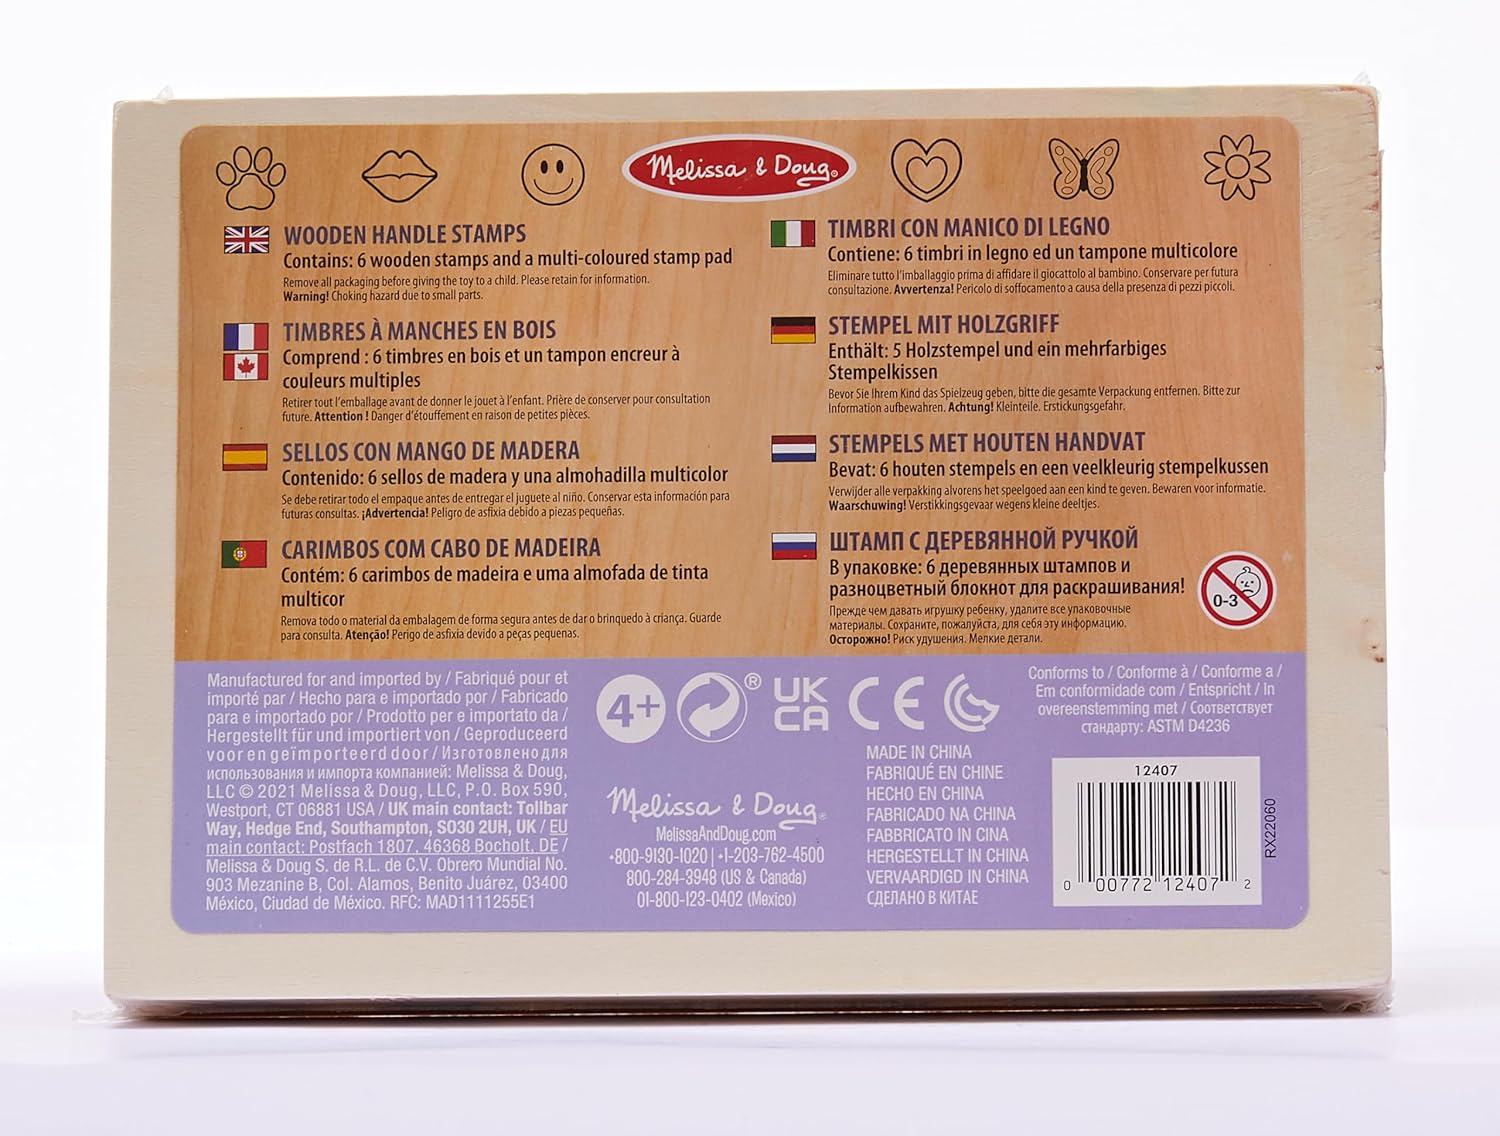 Melissa & Doug®
WOODEN HANDLE STAMPS
Contains: 6 wooden stamps and a multi-coloured stamp pad
Remove all packaging before giving the toy to a child. Please retain for information.
Warning! Choking hazard due to small parts.
TIMBRES À MANCHES EN BOIS
Comprend : 6 timbres en bois et un tampon encreur à
couleurs multiples
Retirer tout l'emballage avant de donner le jouet à l'enfant. Prière de conserver pour consultation
future. Attention ! Danger d'étouffement en raison de petites pièces.
SELLOS CON MANGO DE MADERA
Contenido: 6 sellos de madera y una almohadilla multicolor
Se debe retirar todo el empaque antes de entregar el juguete al niño. Conservar esta información para
futuras consultas. ¡Advertencia! Peligro de asfixia debido a piezas pequeñas.
CARIMBOS COM CABO DE MADEIRA
Contém: 6 carimbos de madeira e uma almofada de tinta
multicor
Remova todo o material da embalagem de forma segura antes de dar o brinquedo à criança. Guarde
para consulta. Atenção! Perigo de asfixia devido a peças pequenas.
TIMBRI CON MANICO DI LEGNO
Contiene: 6 timbri in legno ed un tampone multicolore
Eliminare tutto l'imballaggio prima di affidare il giocattolo al bambino. Conservare per futura
consultazione. Avvertenza! Pericolo di soffocamento a causa della presenza di pezzi piccoli.
STEMPEL MIT HOLZGRIFF
Enthält: 5 Holzstempel und ein mehrfarbiges
Stempelkissen
Bevor Sie Ihrem Kind das Spielzeug geben, bitte die gesamte Verpackung entfernen. Bitte zur
Information aufbewahren. Achtung! Kleinteile. Erstickungsgefahr.
STEMPELS MET HOUTEN HANDVAT
Bevat: 6 houten stempels en een veelkleurig stempelkussen
Verwijder alle verpakking alvorens het speelgoed aan een kind te geven. Bewaren voor informatie.
Waarschuwing! Verstikkingsgevaar wegens kleine deeltjes.
ШТАМП С ДЕРЕВЯННОЙ РУЧКОЙ
В упаковке: 6 деревянных штампов и
разноцветный блокнот для раскрашивания!
Прежде чем давать игрушку ребенку, удалите все упаковочные
материалы. Сохраните, пожалуйста, для себя эту информацию.
Осторожно! Риск удушения. Мелкие детали.
0-3
Manufactured for and imported by / Fabriqué pour et
importé par / Hecho para e importado por / Fabricado
para e importado por / Prodotto per e importato da /
Hergestellt für und importiert von / Geproduceerd
voor en geïmporteerd door / Изготовлено для
использования и импорта компанией: Melissa & Doug,
LLC © 2021 Melissa & Doug, LLC, P.O. Box 590,
Westport, CT 06881 USA / UK main contact: Tollbar
Way, Hedge End, Southampton, SO30 2UH, UK / EU
main contact: Postfach 1807, 46368 Bocholt, DE /
Melissa & Doug S. de R.L. de C.V. Obrero Mundial No.
903 Mezanine B, Col. Alamos, Benito Juárez, 03400
México, Ciudad de México. RFC: MAD1111255E1
4+
®
UK
CA
CE
Melissa & Doug®
MelissaAndDoug.com
+800-9130-1020 | +1-203-762-4500
800-284-3948 (US & Canada)
01-800-123-0402 (Mexico)
MADE IN CHINA
FABRIQUÉ EN CHINE
HECHO EN CHINA
FABRICADO NA CHINA
FABBRICATO IN CINA
HERGESTELLT IN CHINA
VERVAARDIGD IN CHINA
СДЕЛАНО В КИТАЕ
Conforms to / Conforme à / Conforme a /
Em conformidade com / Entspricht / In
overeenstemming met / Соответствует
стандарту: ASTM D4236
12407
0 00772 12407 2
RX22060